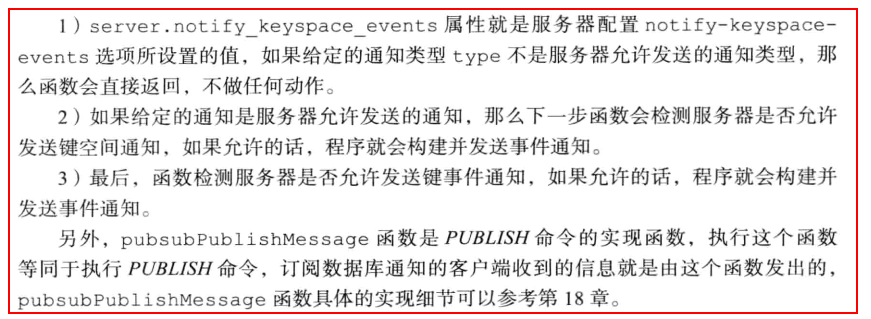 1）server.notify_keyspace_events 属性就是服务器配置 notify-keyspace-
events 选项所设置的值，如果给定的通知类型 type 不是服务器允许发送的通知类型，那
么函数会直接返回，不做任何动作。
2）如果给定的通知是服务器允许发送的通知，那么下一步函数会检测服务器是否允许
发送键空间通知，如果允许的话，程序就会构建并发送事件通知。
3）最后，函数检测服务器是否允许发送键事件通知，如果允许的话，程序就会构建并
发送事件通知。
另外，pubsubPublishMessage 函数是 PUBLISH 命令的实现函数，执行这个函数
等同于执行 PUBLISH 命令，订阅数据库通知的客户端收到的信息就是由这个函数发出的，
pubsubPublishMessage 函数具体的实现细节可以参考第 18 章。